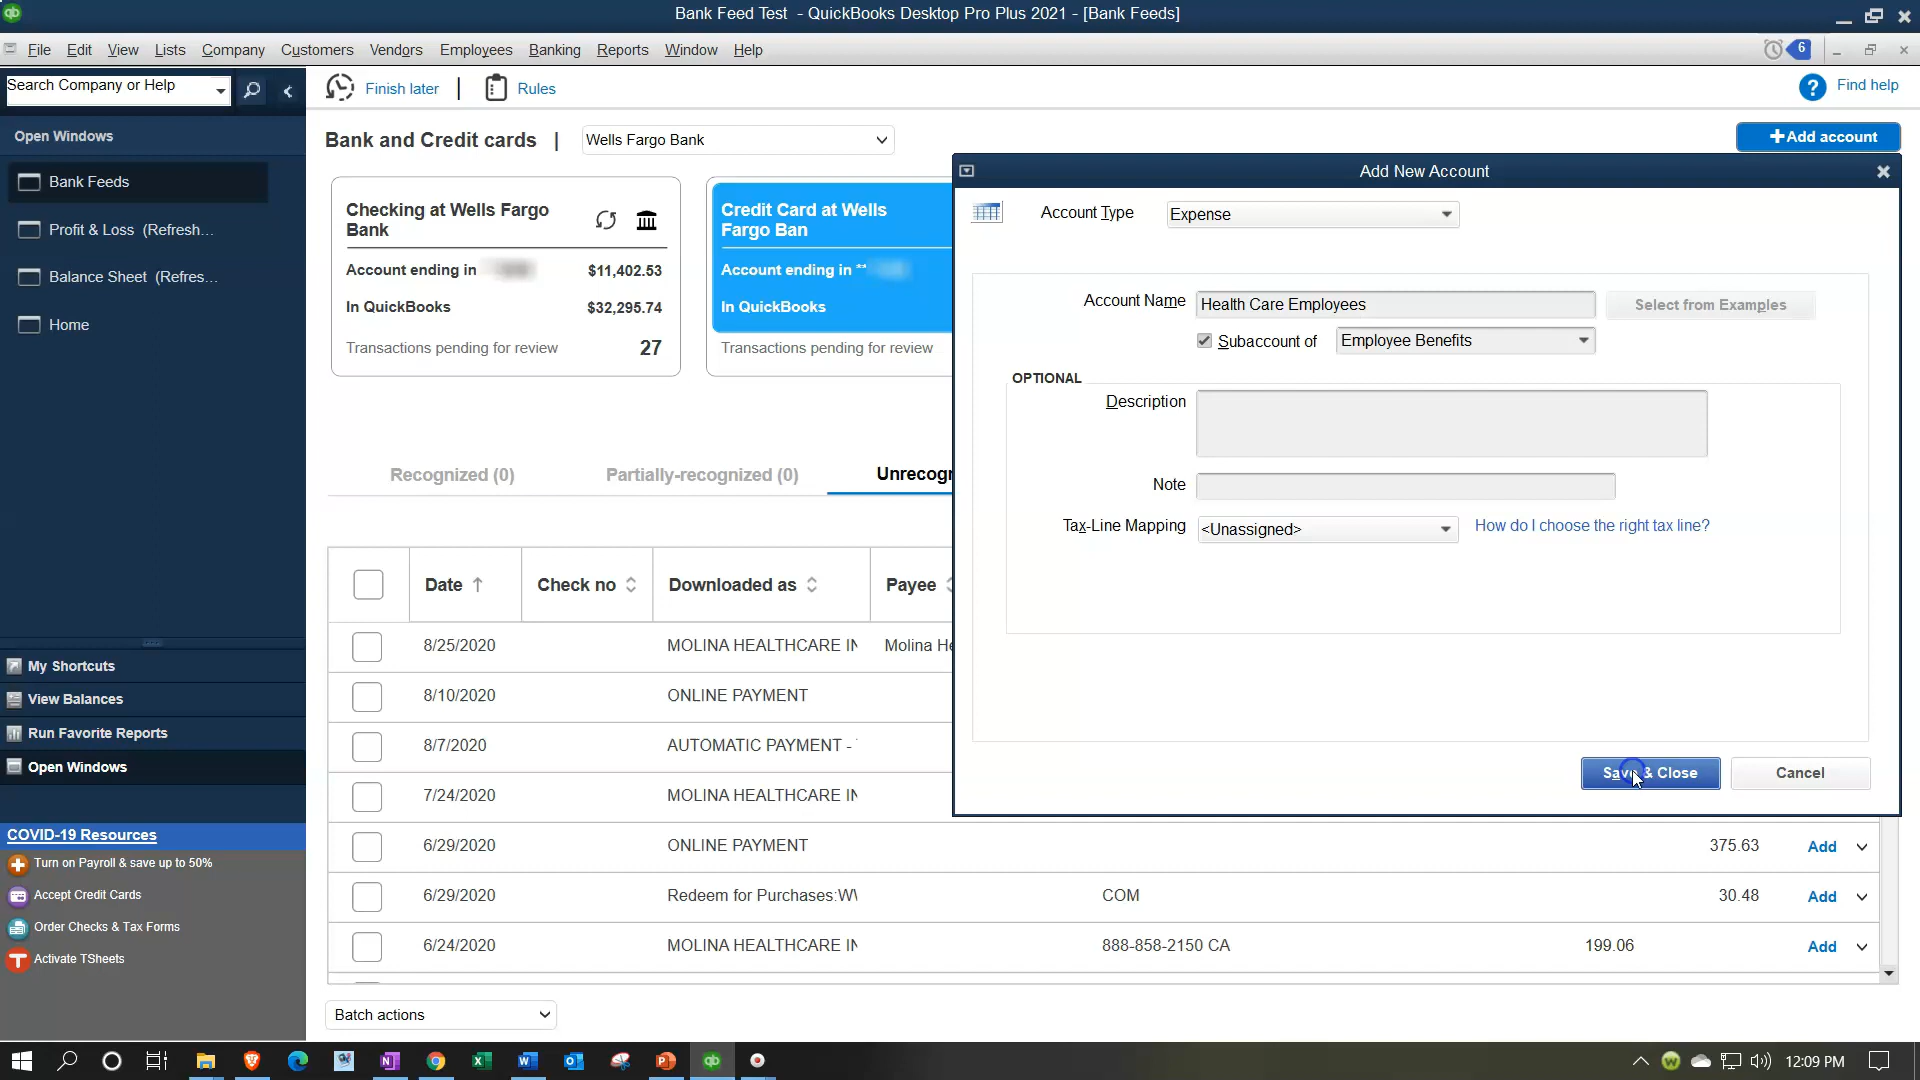 Bank Feed Test - QuickBooks Desktop Pro Plus 2021 - [Bank Feeds]
File Edit View Lists Company Customers Vendors Employees Banking Reports Window Help 6
Search Company or Help
Finish later | Rules
? Find help
Open Windows
Bank Feeds
Profit & Loss (Refresh...
Balance Sheet (Refres...
Home
Bank and Credit cards | Wells Fargo Bank
+Add account
Checking at Wells Fargo
Bank
Account ending in $11,402.53
In QuickBooks $32,295.74
Transactions pending for review 27
Credit Card at Wells
Fargo Ban
Account ending in **
In QuickBooks
Transactions pending for review
Add New Account
Account Type Expense
Account Name Health Care Employees Select from Examples
Subaccount of Employee Benefits
OPTIONAL
Description
Note
Tax-Line Mapping <Unassigned> How do I choose the right tax line?
Save & Close Cancel
Recognized (0) Partially-recognized (0) Unrecogn
Date Check no Downloaded as Payee
8/25/2020 MOLINA HEALTHCARE IN Molina He
8/10/2020 ONLINE PAYMENT
8/7/2020 AUTOMATIC PAYMENT -
7/24/2020 MOLINA HEALTHCARE IN
6/29/2020 ONLINE PAYMENT 375.63 Add
6/29/2020 Redeem for Purchases:WW COM 30.48 Add
6/24/2020 MOLINA HEALTHCARE IN 888-858-2150 CA 199.06 Add
Batch actions
My Shortcuts
View Balances
Run Favorite Reports
Open Windows
COVID-19 Resources
Turn on Payroll & save up to 50%
Accept Credit Cards
Order Checks & Tax Forms
Activate TSheets
12:09 PM